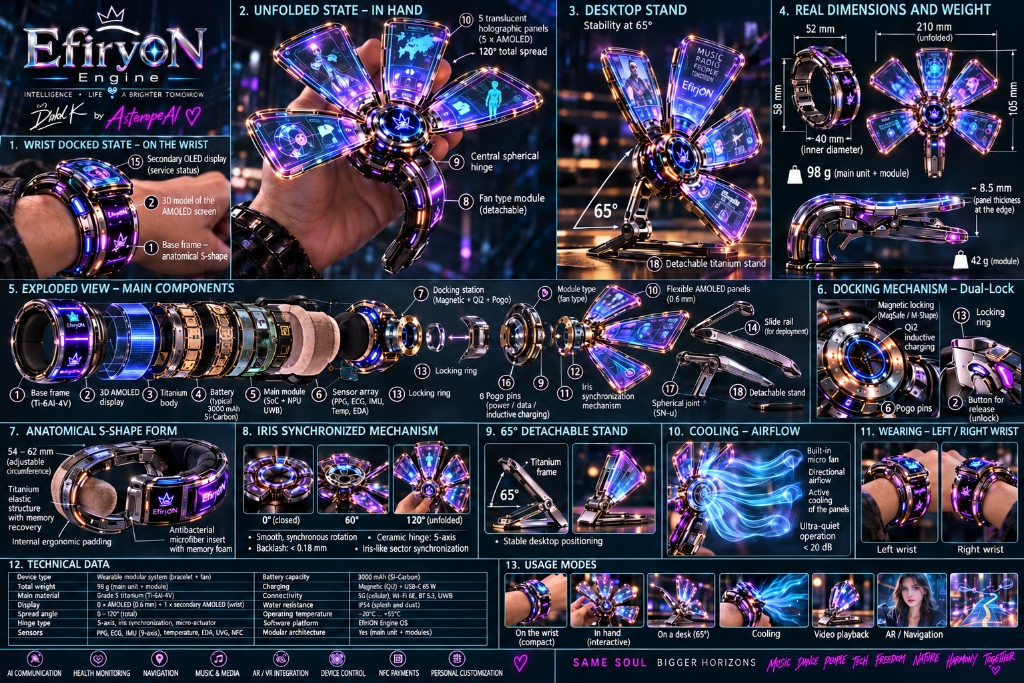 EfiryON
Engine
INTELLIGENCE • LIFE • A BRIGHTER TOMORROW
by AsteropeAI
1. WRIST DOCKED STATE – ON THE WRIST
15 Secondary OLED display
(service status)
2 3D model of the
AMOLED screen
1 Base frame –
anatomical S-shape
2. UNFOLDED STATE – IN HAND
10 5 translucent
holographic panels
(5 x AMOLED)
120° total spread
9 Central spherical
hinge
8 Fan type module
(detachable)
3. DESKTOP STAND
Stability at 65°
MUSIC
RADIO
PEOPLE
TOMORROW
EfirjON
65°
18 Detachable titanium stand
4. REAL DIMENSIONS AND WEIGHT
52 mm
210 mm
(unfolded)
58 mm
105 mm
40 mm
(inner diameter)
98 g (main unit + module)
~ 8.5 mm
(panel thickness
at the edge)
42 g (module)
5. EXPLODED VIEW – MAIN COMPONENTS
7 Docking station
(Magnetic + Qi2 + Pogo)
9 Module type
(fan type)
10 Flexible AMOLED panels
(0.6 mm)
14 Slide rail
(for deployment)
EfiryON
Locking ring
1 Base frame
(Ti-6Al-4V)
2 3D AMOLED
display
3 Titanium
body
4 Battery
(typical
3000 mAh
Si-Carbon)
5 Main module
(SoC + NPU
UWB)
6 Sensor array
(PPG, ECG, IMU,
Temp, EDA)
13 Locking ring
16
8 Pogo pins
(power / data /
inductive charging)
9
11
12
Iris
synchronization
mechanism
17
Spherical joint
(SN-u)
18 Detachable stand
6. DOCKING MECHANISM – Dual-Lock
Magnetic locking
(MagSafe / M-Shape)
Qi2
inductive
charging
13
Locking
ring
6 Pogo pins
2
Button for
release
(unlock)
7. ANATOMICAL S-SHAPE FORM
54 – 62 mm
(adjustable
circumference)
Titanium
elastic
structure
with memory
recovery
Internal ergonomic padding
Antibacterial
microfiber insert
with memory foam
8. IRIS SYNCHRONIZED MECHANISM
0° (closed)
60°
120° (unfolded)
• Smooth, synchronous rotation
• Backlash: < 0.18 mm
• Ceramic hinge: 5-axis
• Iris-like sector synchronization
9. 65° DETACHABLE STAND
Titanium
frame
65°
• Stable desktop positioning
10. COOLING – AIRFLOW
Built-in
micro fan
Directional
airflow
Active
cooling
of the
panels
Ultra-quiet
operation
< 20 dB
11. WEARING – LEFT / RIGHT WRIST
Left wrist
Right wrist
12. TECHNICAL DATA
Device type Wearable modular system (bracelet + fan)
Total weight 98 g (main unit + module)
Main material Grade 5 titanium (Ti-6Al-4V)
Display 0 × AMOLED (0.6 mm) + 1 x secondary AMOLED (wrist)
Spread angle 0 – 120° (total)
Hinge type 5-axis, iris synchronization, micro-actuator
Sensors PPG, ECG, IMU (9-axis), temperature, EDA, UVG, NFC
Battery capacity 3000 mAh (Si-Carbon)
Charging Magnetic (Qi2) + USB-C 65 W
Connectivity 5G (cellular), Wi-Fi 6E, BT 5.3, UWB
Water resistance IP54 (splash and dust)
Operating temperature -20°C .. +55°C
Software platform EfiriON Engine OS
Modular architecture Yes (main unit + modules)
13. USAGE MODES
On the wrist
(compact)
In hand
(interactive)
On a desk (65°)
Cooling
Video playback
AR / Navigation
AI COMMUNICATION
HEALTH MONITORING
NAVIGATION
MUSIC & MEDIA
AR / VR INTEGRATION
DEVICE CONTROL
NFC PAYMENTS
PERSONAL CUSTOMIZATION
SAME SOUL BIGGER HORIZONS
MUSIC DANCE PEOPLE TECH FREEDOM NATURE HARMONY TOGETHER